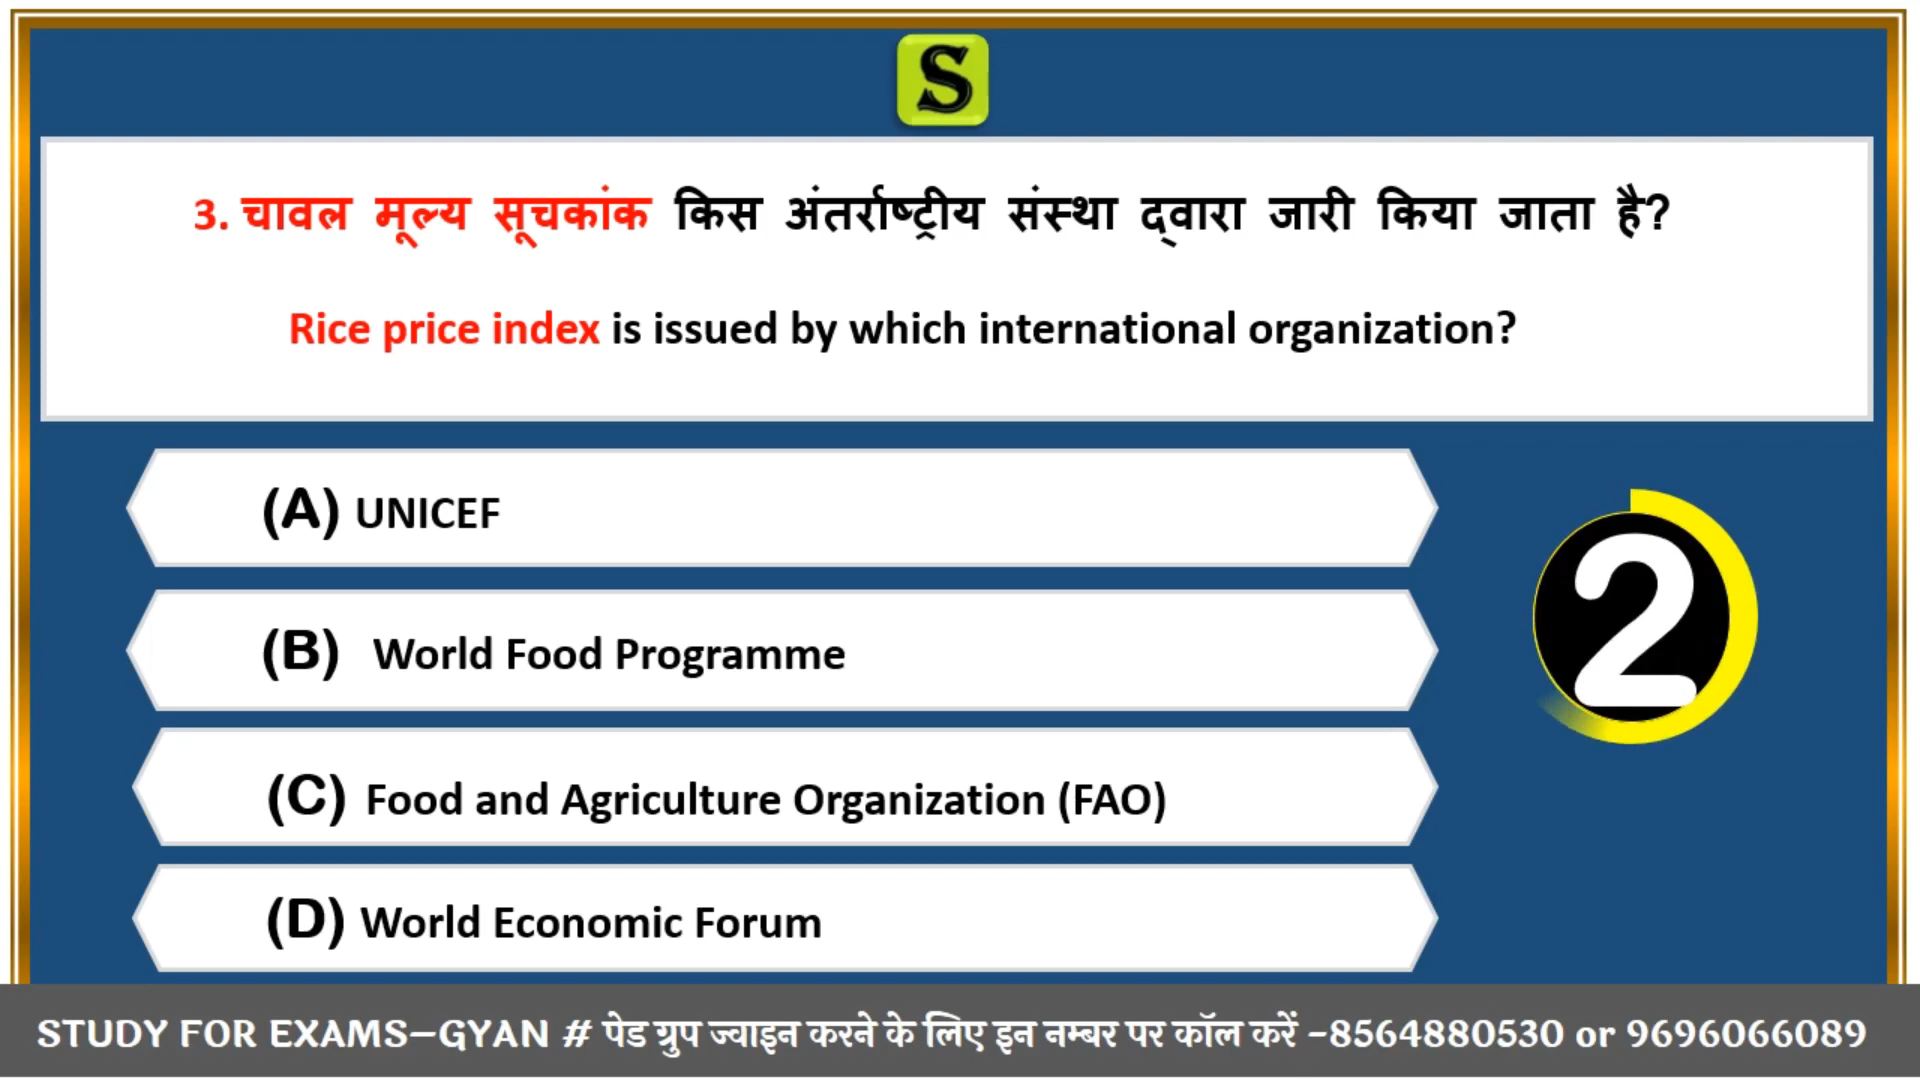 S
3. चावल मूल्य सूचकांक किस अंतर्राष्ट्रीय संस्था द्वारा जारी किया जाता है?
Rice price index is issued by which international organization?
(A) UNICEF
(B) World Food Programme
2
(C) Food and Agriculture Organization (FAO)
(D) World Economic Forum
STUDY FOR EXAMS–GYAN # पेड ग्रुप ज्वाइन करने के लिए इन नम्बर पर कॉल करें -8564880530 or 9696066089